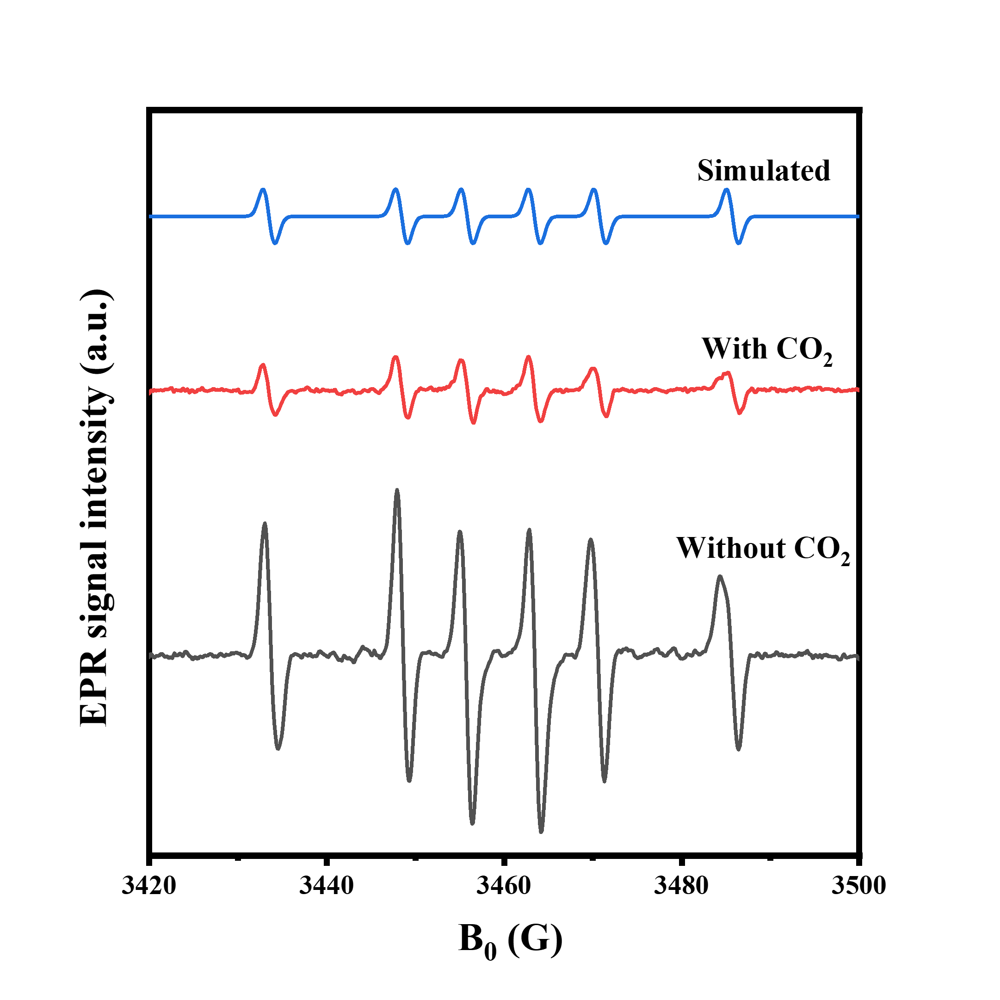 Simulated
With CO₂
Without CO₂
EPR signal intensity (a.u.)
3420 3440 3460 3480 3500
B₀ (G)